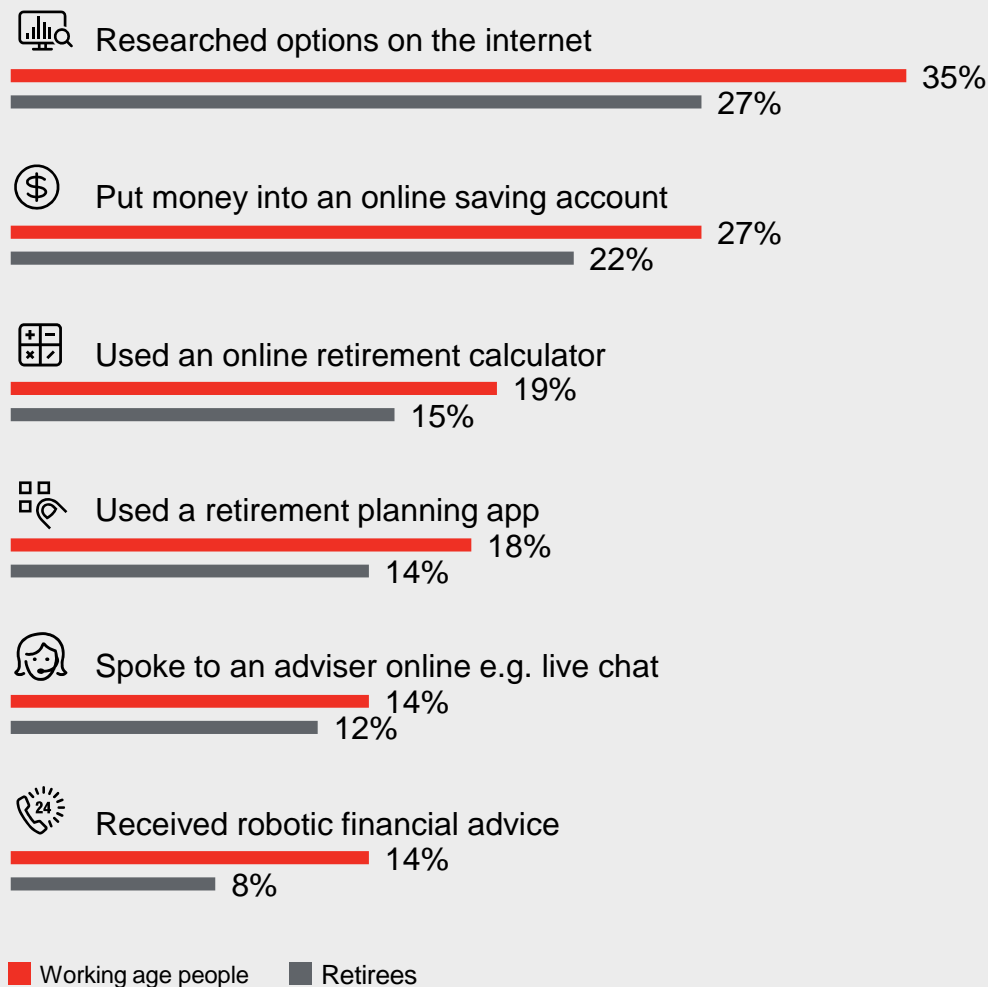 Researched options on the internet
35%
27%
Put money into an online saving account
27%
22%
Used an online retirement calculator
19%
15%
Used a retirement planning app
18%
14%
Spoke to an adviser online e.g. live chat
14%
12%
24
Received robotic financial advice
14%
8%
Working age people Retirees